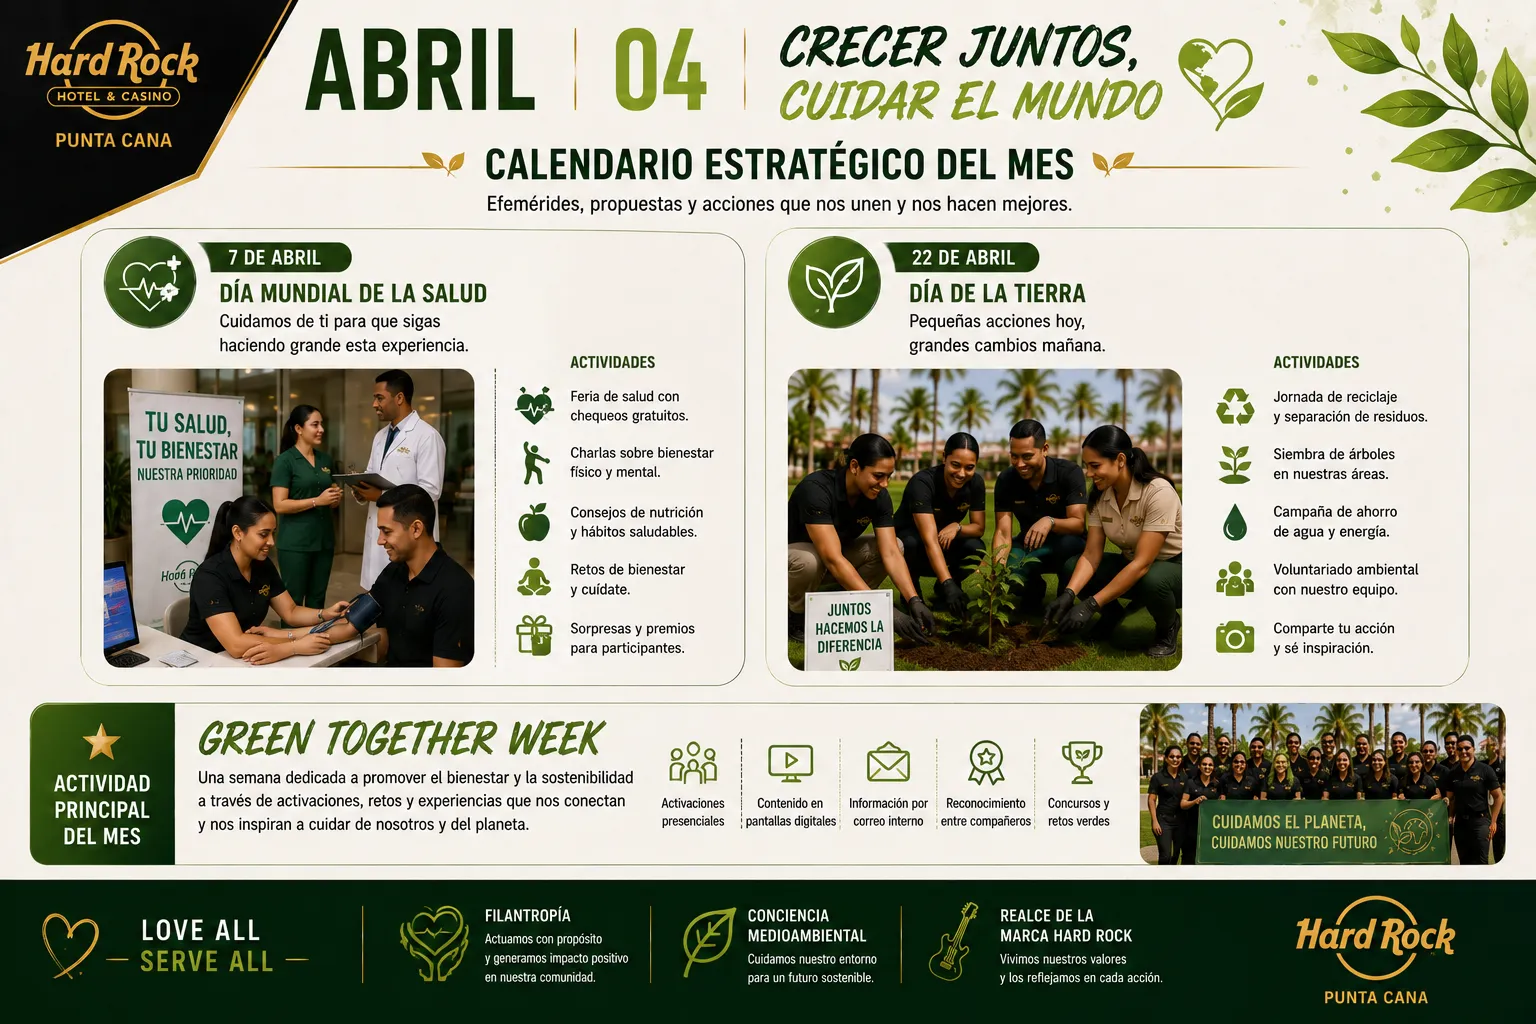 Hard Rock
HOTEL & CASINO
PUNTA CANA
ABRIL
04
CRECER JUNTOS,
CUIDAR EL MUNDO
CALENDARIO ESTRATÉGICO DEL MES
Efemérides, propuestas y acciones que nos unen y nos hacen mejores.
7 DE ABRIL
DÍA MUNDIAL DE LA SALUD
Cuidamos de ti para que sigas
haciendo grande esta experiencia.
TU SALUD,
TU BIENESTAR
NUESTRA PRIORIDAD
ACTIVIDADES
Feria de salud con
chequeos gratuitos.
Charlas sobre bienestar
físico y mental.
Consejos de nutrición
y hábitos saludables.
Retos de bienestar
y cuídate.
Sorpresas y premios
para participantes.
22 DE ABRIL
DÍA DE LA TIERRA
Pequeñas acciones hoy,
grandes cambios mañana.
JUNTOS
HACEMOS LA
DIFERENCIA
ACTIVIDADES
Jornada de reciclaje
y separación de residuos.
Siembra de árboles
en nuestras áreas.
Campaña de ahorro
de agua y energía.
Voluntariado ambiental
con nuestro equipo.
Comparte tu acción
y sé inspiración.
ACTIVIDAD
PRINCIPAL
DEL MES
GREEN TOGETHER WEEK
Una semana dedicada a promover el bienestar y la sostenibilidad
a través de activaciones, retos y experiencias que nos conectan
y nos inspiran a cuidar de nosotros y del planeta.
Activaciones
presenciales
Contenido en
pantallas digitales
Información por
correo interno
Reconocimiento
entre compañeros
Concursos y
retos verdes
CUIDAMOS EL PLANETA,
CUIDAMOS NUESTRO FUTURO
LOVE ALL
SERVE ALL
FILANTROPÍA
Actuamos con propósito
y generamos impacto positivo
en nuestra comunidad.
CONCIENCIA
MEDIOAMBIENTAL
Cuidamos nuestro entorno
para un futuro sostenible.
REALCE DE LA
MARCA HARD ROCK
Vivimos nuestros valores
y los reflejamos en cada acción.
Hard Rock
PUNTA CANA